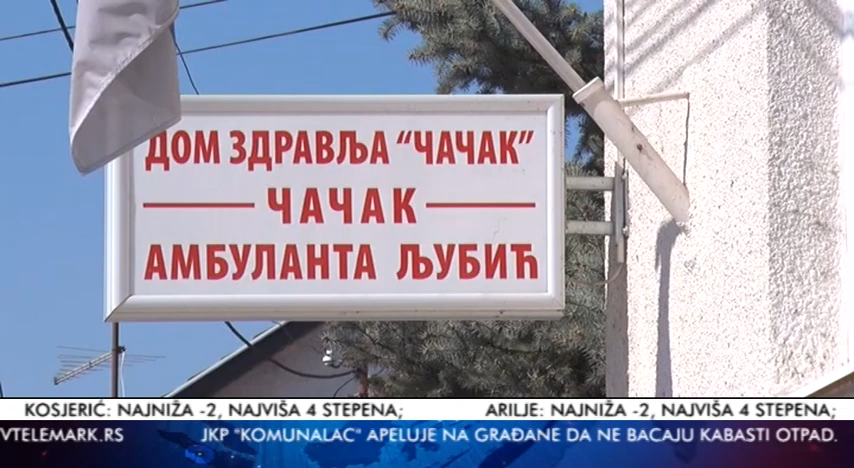 ДОМ ЗДРАВЉА "ЧАЧАК"
ЧАЧАК
АМБУЛАНТА ЉУБИЋ
KOSJERIĆ: NAJNIŽA -2, NAJVIŠA 4 STEPENA; ARILJE: NAJNIŽA -2, NAJVIŠA 4 STEPENA;
VTELEMARK.RS JKP "KOMUNALAC" APELUJE NA GRAĐANE DA NE BACAJU KABASTI OTPAD.